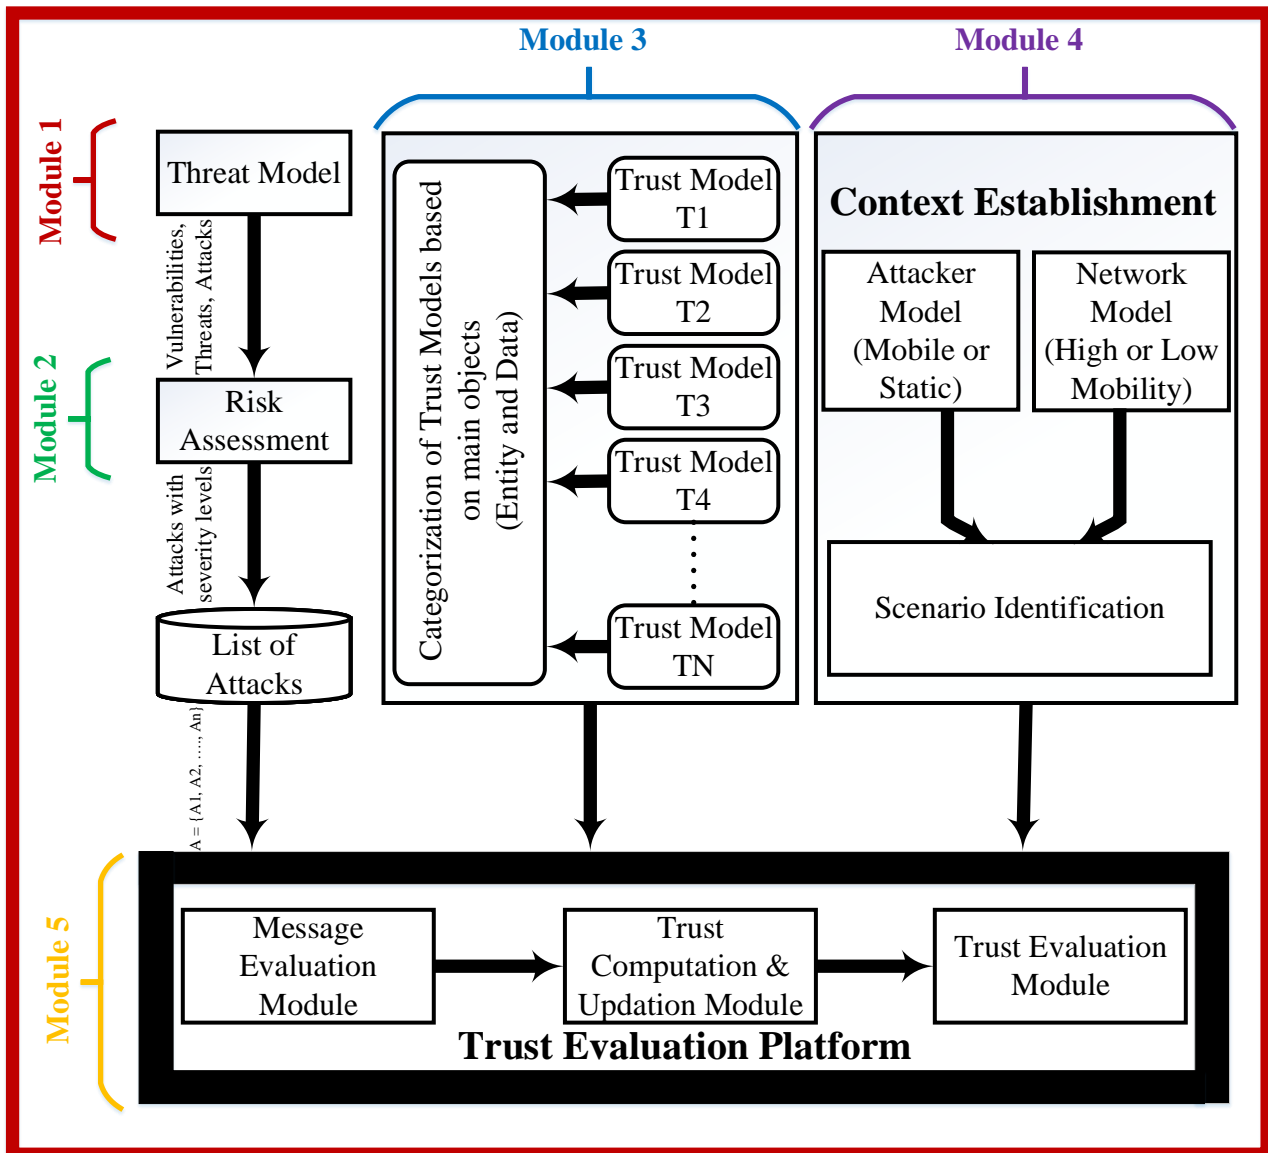 Module 3
Module 4
Module 1
Threat Model
Vulnerabilities,
Threats, Attacks
Module 2
Risk
Assessment
Attacks with
severity levels
List of
Attacks
A = {A1, A2, …., An}
Categorization of Trust Models based
on main objects
(Entity and Data)
Trust Model
T1
Trust Model
T2
Trust Model
T3
Trust Model
T4
Trust Model
TN
Context Establishment
Attacker
Model
(Mobile or
Static)
Network
Model
(High or Low
Mobility)
Scenario Identification
Module 5
Message
Evaluation
Module
Trust
Computation &
Updation Module
Trust Evaluation
Module
Trust Evaluation Platform